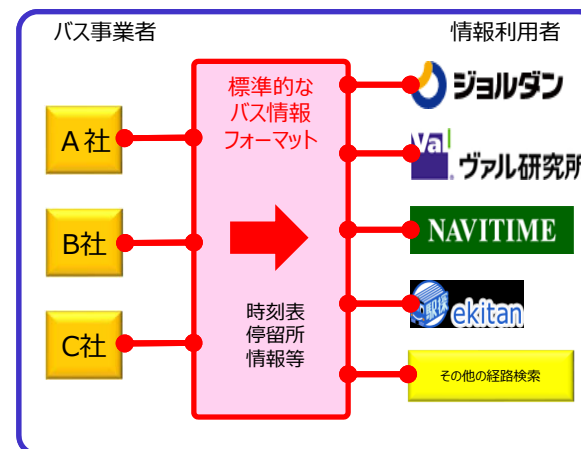 バス事業者
情報利用者
標準的な
バス情報
フォーマット
A社
B社
C社
時刻表
停留所
情報等
ジョルダン
Val
ヴァル研究所
NAVITIME
ekitan
その他の経路検索